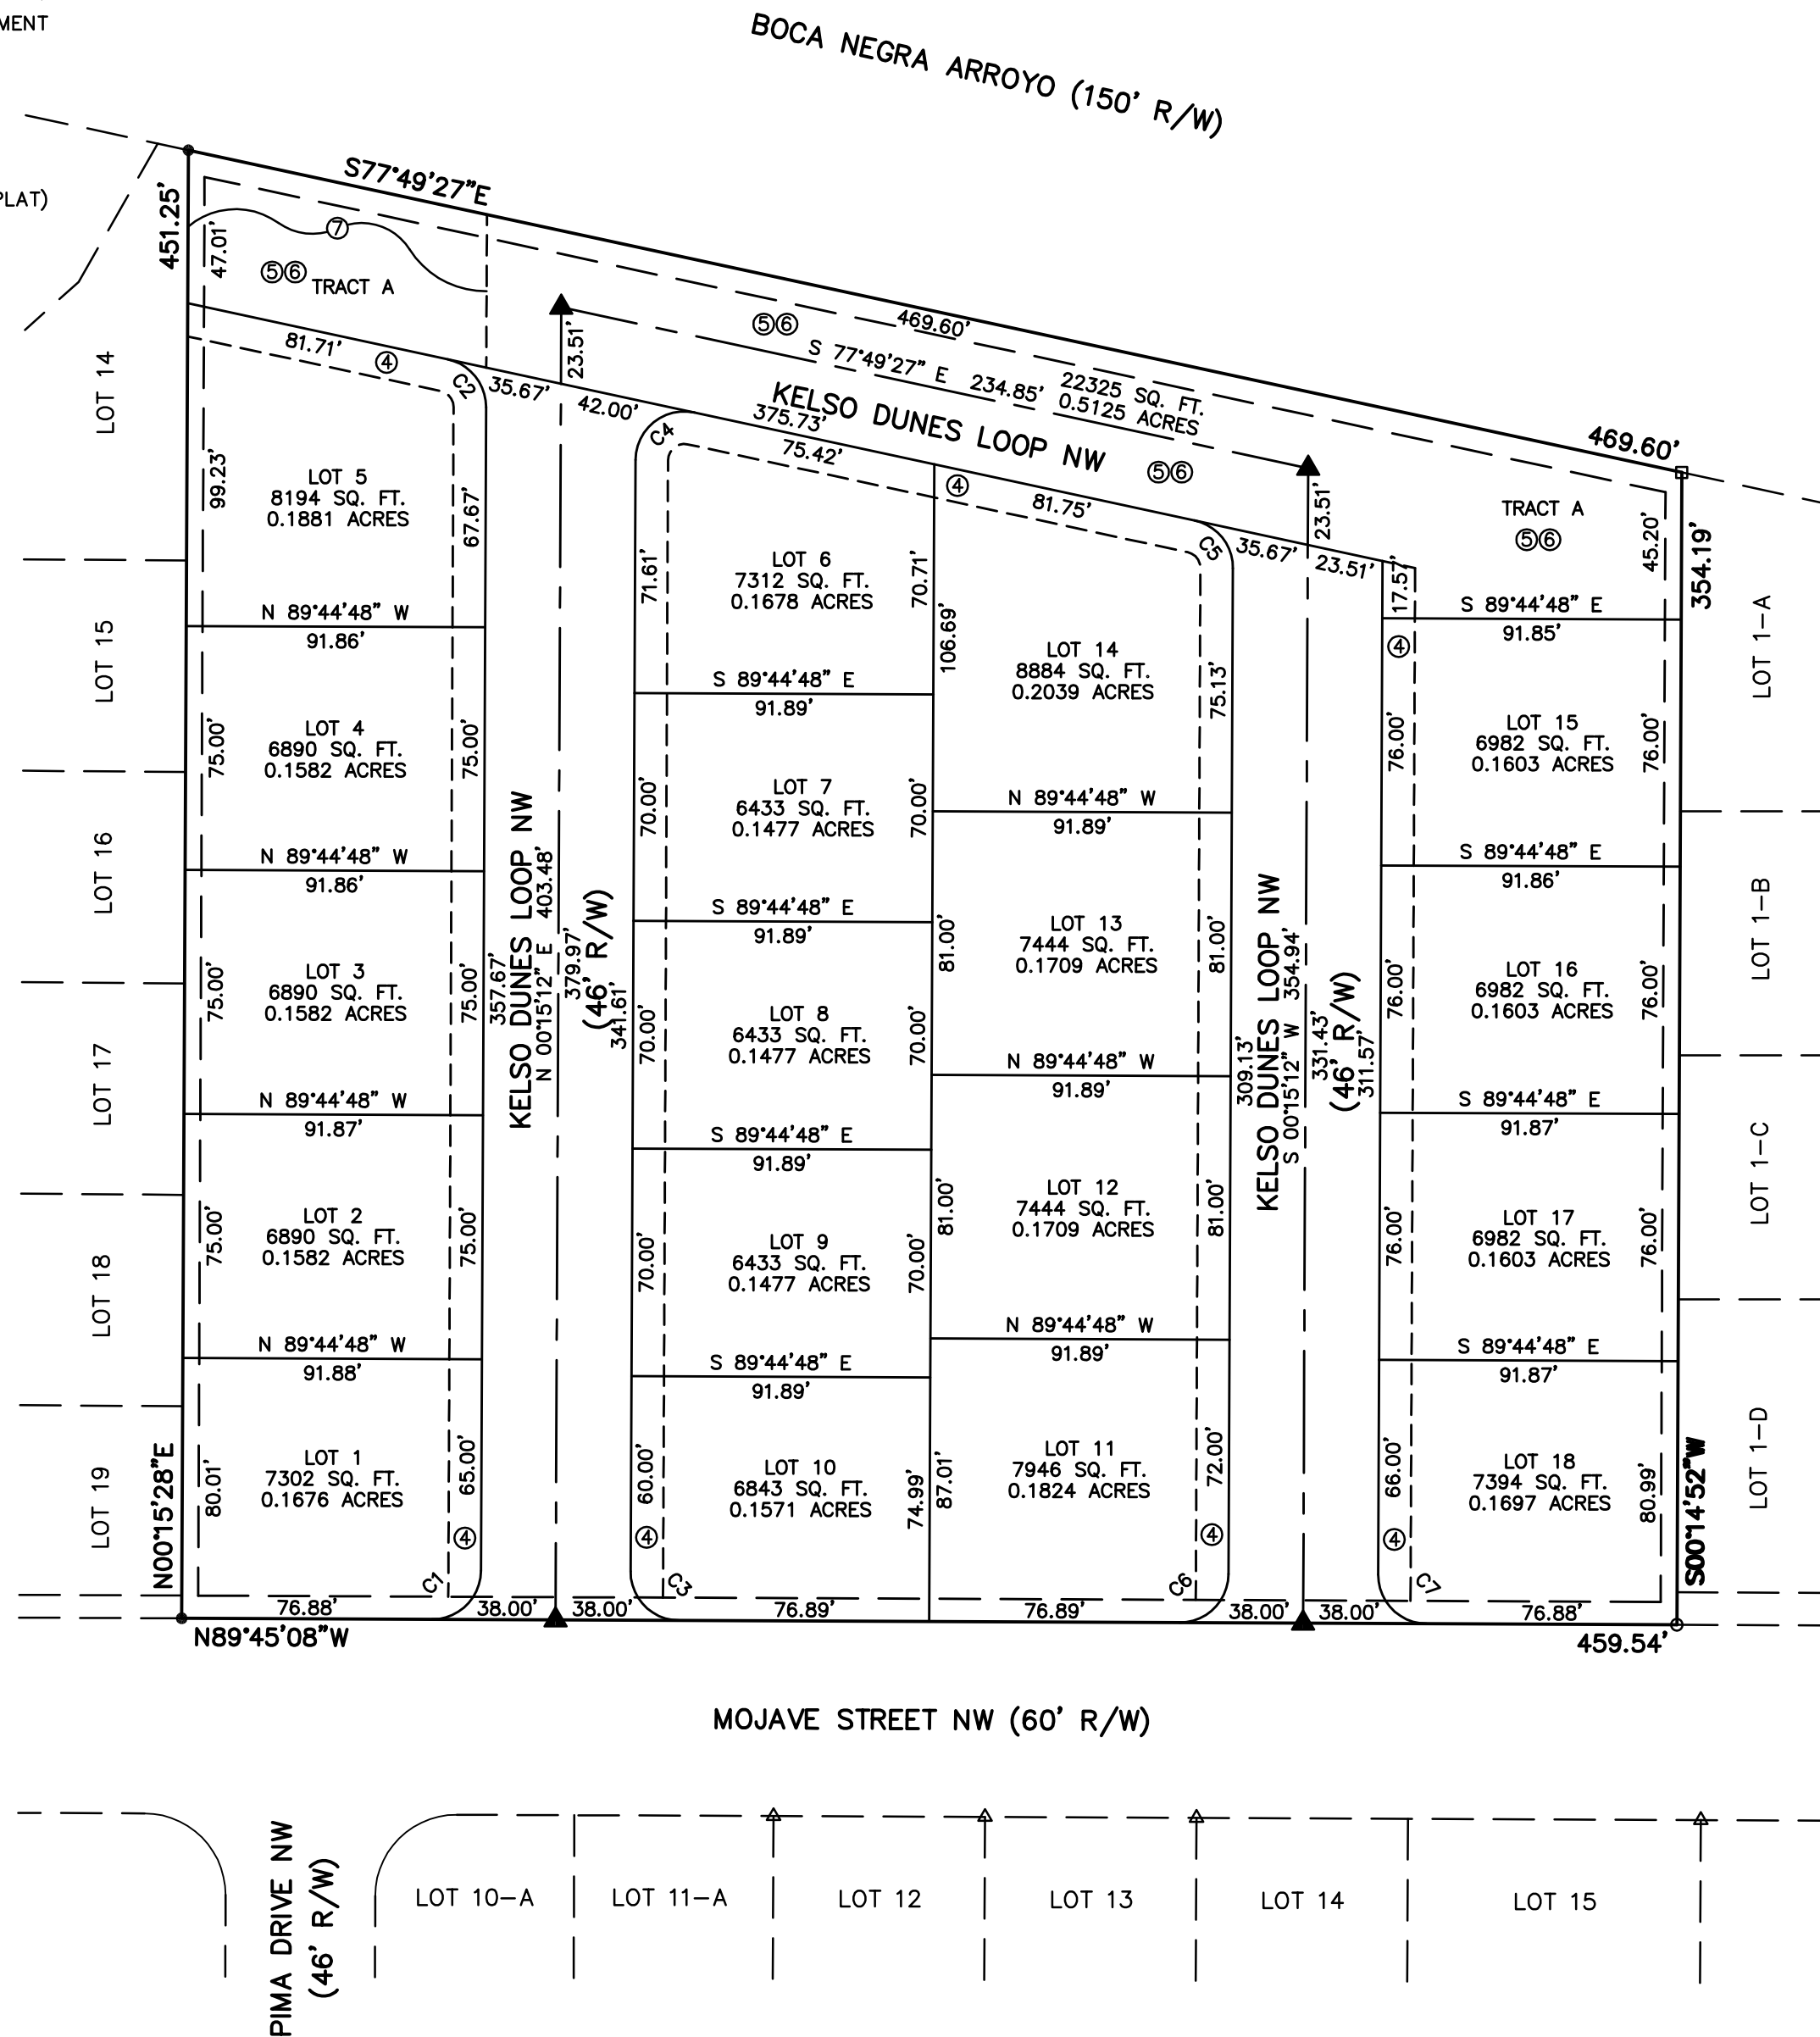 MENT
PLAT)
BOCA NEGRA ARROYO (150' R/W)
S77°49'27"E
451.25'
47.01'
⑦
⑤⑥
TRACT A
81.71'
④
C2
35.67'
23.51'
42.00'
⑤⑥
469.60'
S 77°49'27" E 234.85'
22325 SQ. FT.
0.5125 ACRES
KELSO DUNES LOOP NW
⑤⑥
375.73'
75.42'
C4
④
81.75'
C5
35.67'
23.51'
23.51'
469.60'
TRACT A
⑤⑥
45.20'
354.19'
17.57'
S 89°44'48" E
91.85'
④
LOT 14
LOT 15
LOT 16
LOT 17
LOT 18
LOT 19
99.23'
LOT 5
8194 SQ. FT.
0.1881 ACRES
67.67'
N 89°44'48" W
91.86'
75.00'
LOT 4
6890 SQ. FT.
0.1582 ACRES
75.00'
N 89°44'48" W
91.86'
75.00'
LOT 3
6890 SQ. FT.
0.1582 ACRES
75.00'
N 89°44'48" W
91.87'
75.00'
LOT 2
6890 SQ. FT.
0.1582 ACRES
75.00'
N 89°44'48" W
91.88'
80.01'
LOT 1
7302 SQ. FT.
0.1676 ACRES
65.00'
④
C1
N00°15'28"E
357.67'
KELSO DUNES LOOP NW
N 00°15'12" E 403.48'
379.97'
(46' R/W)
341.61'
71.61'
LOT 6
7312 SQ. FT.
0.1678 ACRES
70.71'
S 89°44'48" E
91.89'
70.00'
LOT 7
6433 SQ. FT.
0.1477 ACRES
70.00'
S 89°44'48" E
91.89'
70.00'
LOT 8
6433 SQ. FT.
0.1477 ACRES
70.00'
S 89°44'48" E
91.89'
70.00'
LOT 9
6433 SQ. FT.
0.1477 ACRES
70.00'
S 89°44'48" E
91.89'
60.00'
LOT 10
6843 SQ. FT.
0.1571 ACRES
74.99'
④
C3
106.69'
LOT 14
8884 SQ. FT.
0.2039 ACRES
75.13'
N 89°44'48" W
91.89'
81.00'
LOT 13
7444 SQ. FT.
0.1709 ACRES
81.00'
N 89°44'48" W
91.89'
81.00'
LOT 12
7444 SQ. FT.
0.1709 ACRES
81.00'
N 89°44'48" W
91.89'
87.01'
LOT 11
7946 SQ. FT.
0.1824 ACRES
72.00'
④
C6
309.13'
KELSO DUNES LOOP NW
S 00°15'12" W 354.94'
331.43'
(46' R/W)
311.57'
76.00'
LOT 15
6982 SQ. FT.
0.1603 ACRES
76.00'
S 89°44'48" E
91.86'
76.00'
LOT 16
6982 SQ. FT.
0.1603 ACRES
76.00'
S 89°44'48" E
91.87'
76.00'
LOT 17
6982 SQ. FT.
0.1603 ACRES
76.00'
S 89°44'48" E
91.87'
66.00'
LOT 18
7394 SQ. FT.
0.1697 ACRES
80.99'
④
C7
S00°14'52"W
LOT 1-A
LOT 1-B
LOT 1-C
LOT 1-D
76.88'
38.00'
38.00'
76.89'
76.89'
38.00'
38.00'
76.88'
N89°45'08"W
459.54'
MOJAVE STREET NW (60' R/W)
PIMA DRIVE NW
(46' R/W)
LOT 10-A
LOT 11-A
LOT 12
LOT 13
LOT 14
LOT 15